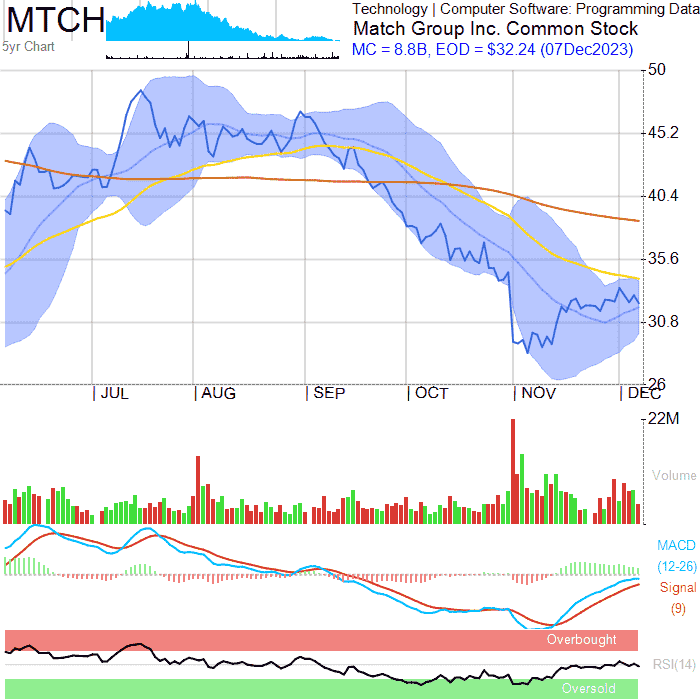 MTCH
5yr Chart
Technology | Computer Software: Programming Data
Match Group Inc. Common Stock
MC = 8.8B, EOD = $32.24 (07Dec2023)
50
45.2
40.4
35.6
30.8
26
JUL
AUG
SEP
OCT
NOV
DEC
22M
Volume
MACD
(12-26)
Signal
(9)
Overbought
RSI(14)
Oversold